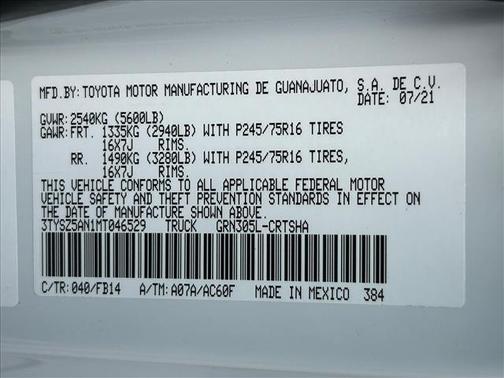 MFD.BY:TOYOTA MOTOR MANUFACTURING DE GUANAJUATO, S.A. DE C.V.
DATE: 07/21
GVWR:2540KG (5600LB)
GAWR:FRT. 1335KG (2940LB) WITH P245/75R16 TIRES
16X7J RIMS.
RR. 1490KG (3280LB) WITH P245/75R16 TIRES,
16X7J RIMS.
THIS VEHICLE CONFORMS TO ALL APPLICABLE FEDERAL MOTOR
VEHICLE SAFETY AND THEFT PREVENTION STANDARDS IN EFFECT
ON THE DATE OF MANUFACTURE SHOWN ABOVE.
3TYSZ5AN1MT046529 TRUCK GRN305L-CRTSHA
C/TR: 040/FB14 A/TM: A07A/AC60F MADE IN MEXICO 384